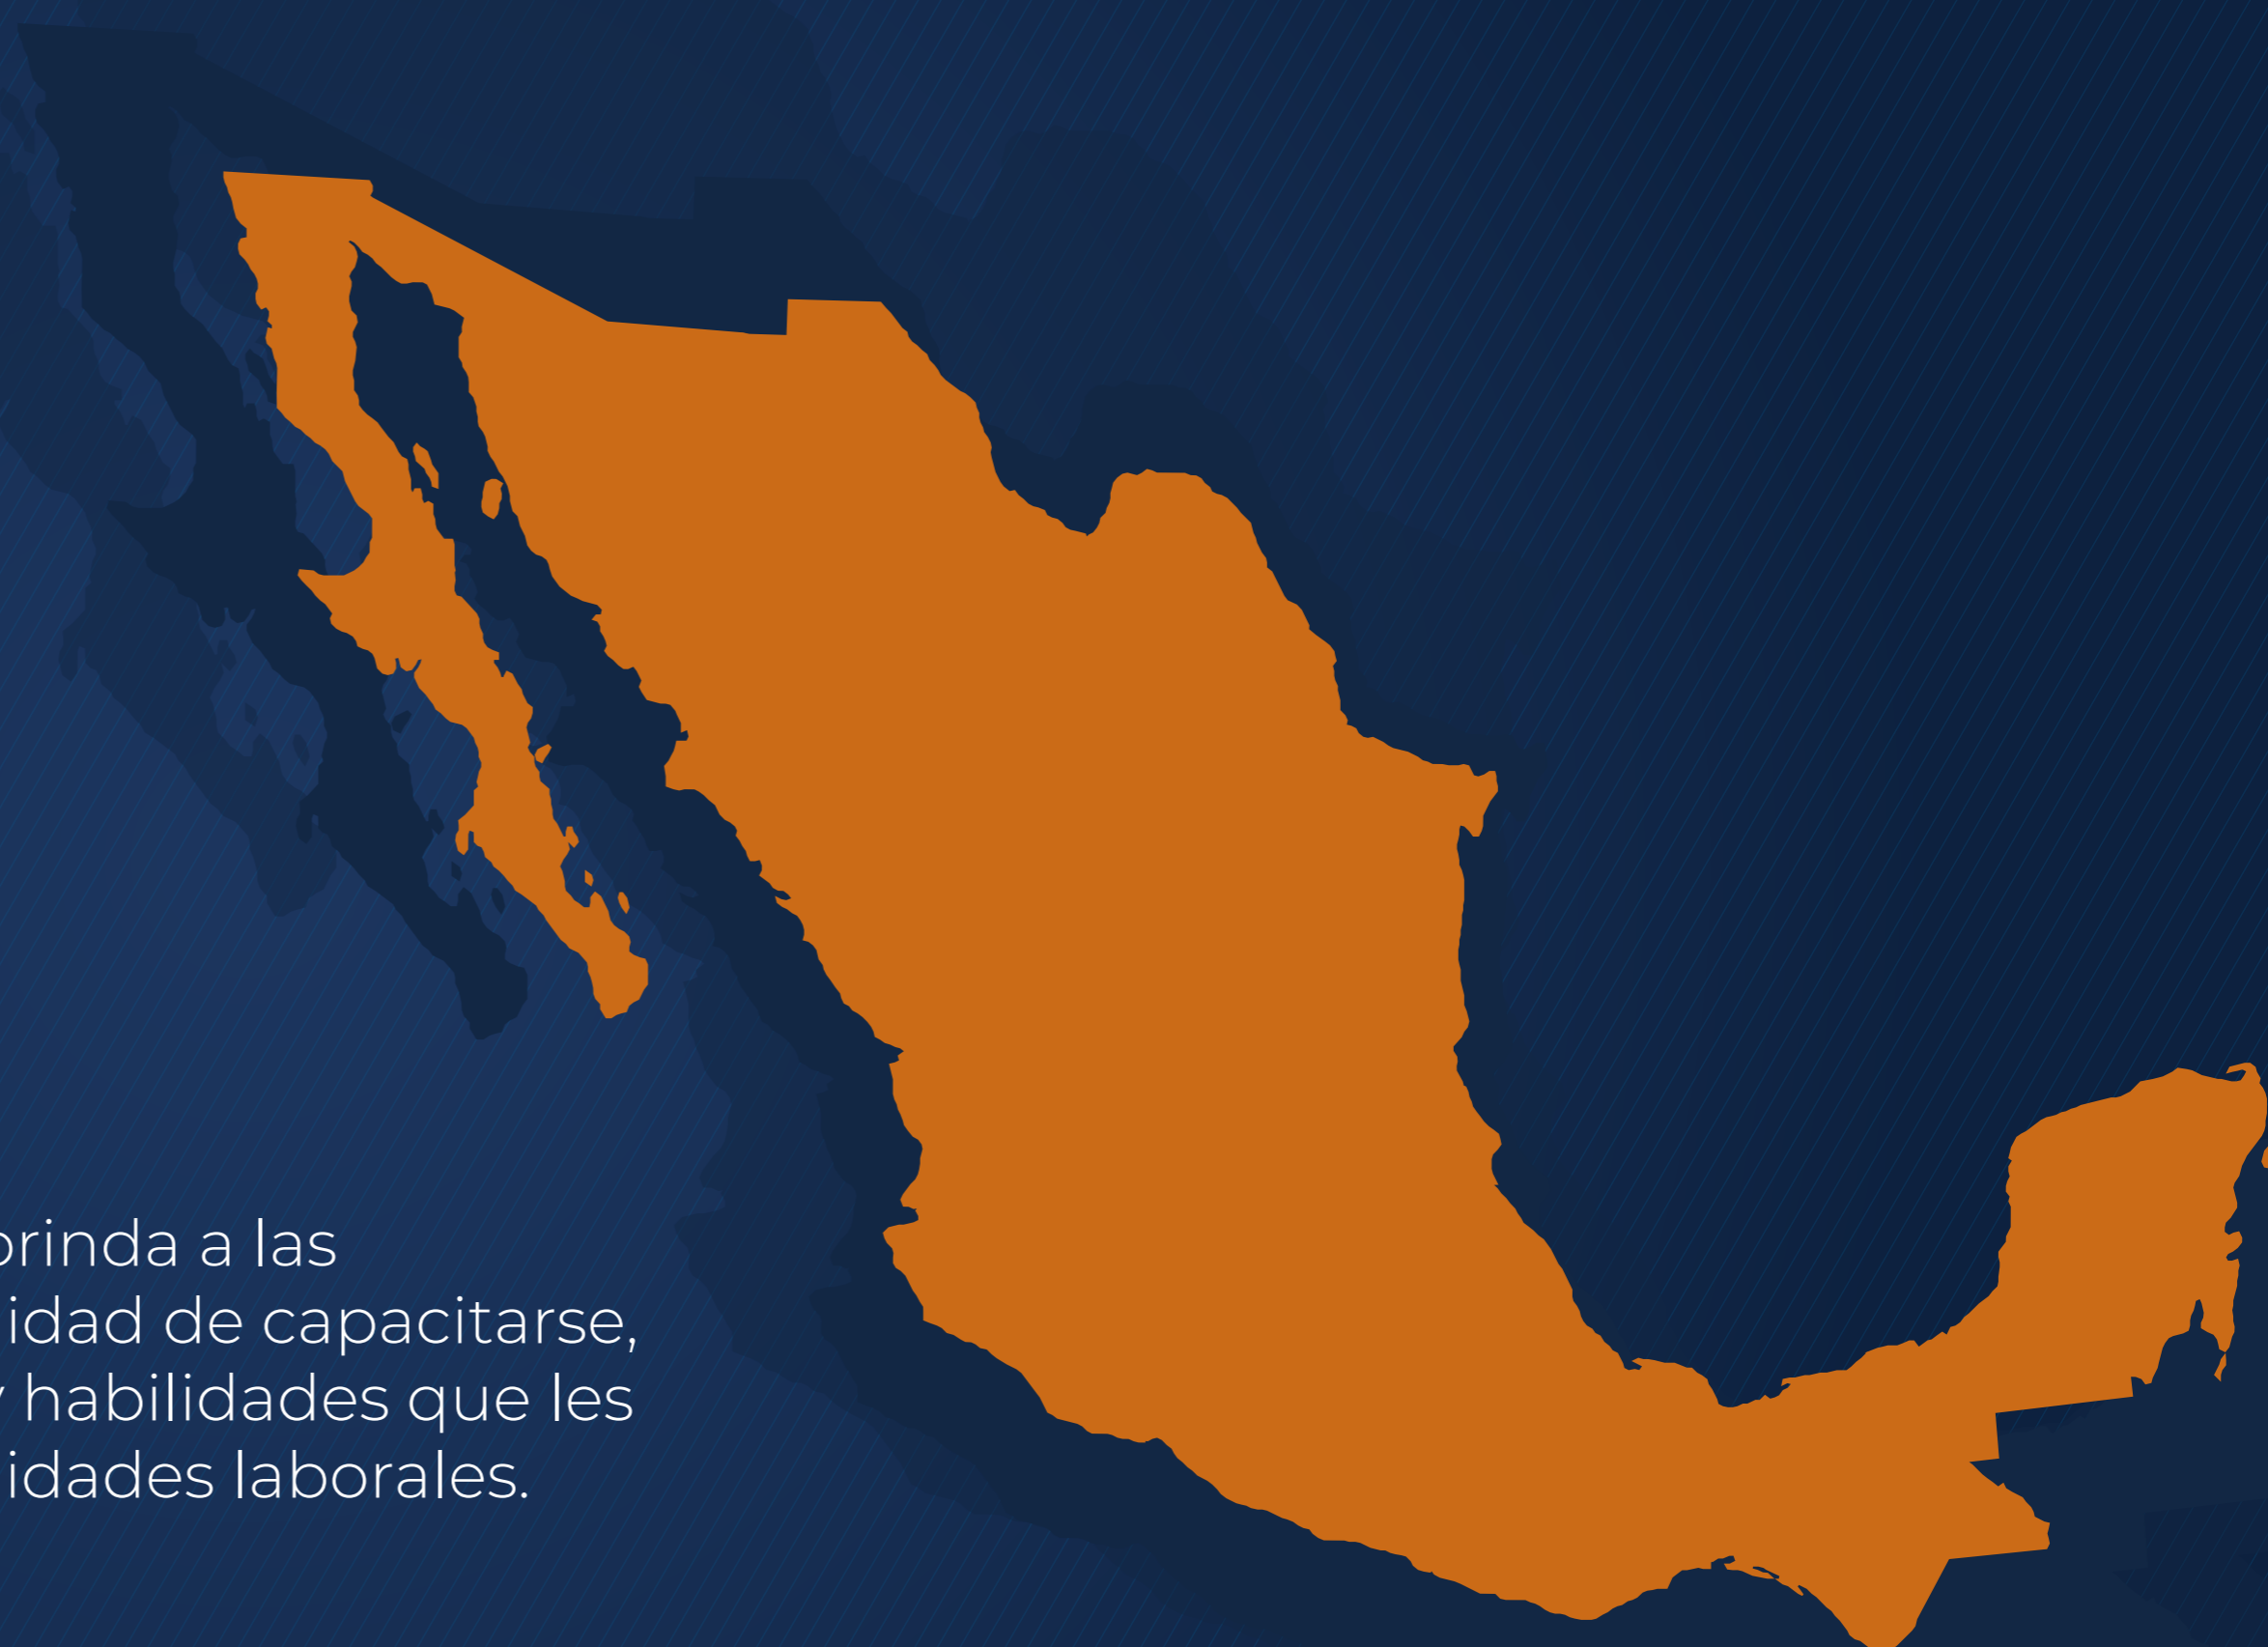 brinda a las
idad de capacitarse,
y habilidades que les
idades laborales.